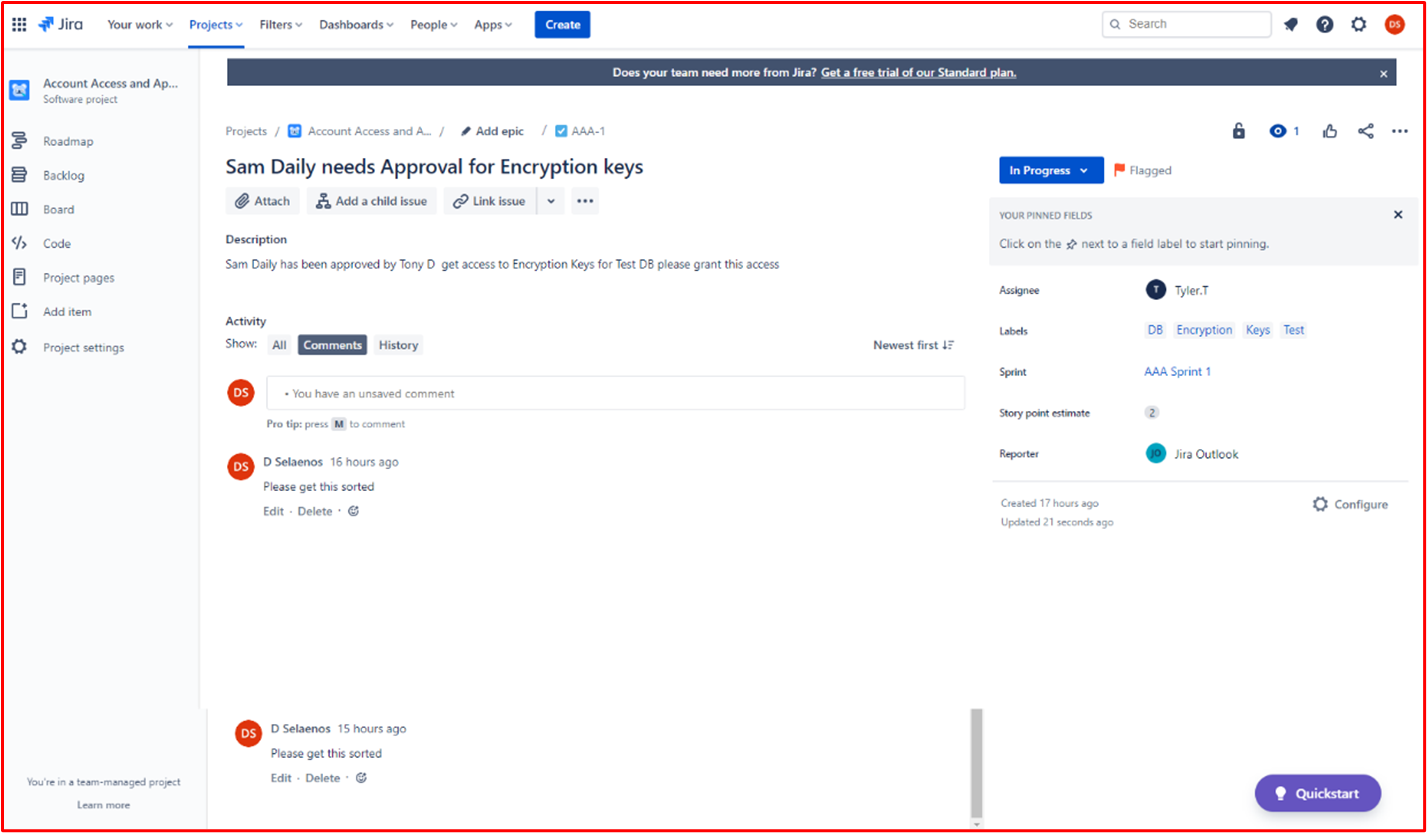 Jira Your work Projects Filters Dashboards People Apps Create Search DS
Does your team need more from Jira? Get a free trial of our Standard plan.
Account Access and Ap...
Software project
Roadmap
Backlog
Board
Code
Project pages
Add item
Project settings
You're in a team-managed project
Learn more
Projects / Account Access and A... / Add epic / AAA-1
1
Sam Daily needs Approval for Encryption keys
Attach Add a child issue Link issue
Description
Sam Daily has been approved by Tony D get access to Encryption Keys for Test DB please grant this access
Activity
Show: All Comments History Newest first
DS • You have an unsaved comment
Pro tip: press M to comment
DS D Selaenos 16 hours ago
Please get this sorted
Edit · Delete ·
DS D Selaenos 15 hours ago
Please get this sorted
Edit · Delete ·
In Progress Flagged
YOUR PINNED FIELDS
Click on the next to a field label to start pinning.
Assignee T Tyler.T
Labels DB Encryption Keys Test
Sprint AAA Sprint 1
Story point estimate 2
Reporter JO Jira Outlook
Created 17 hours ago Configure
Updated 21 seconds ago
Quickstart